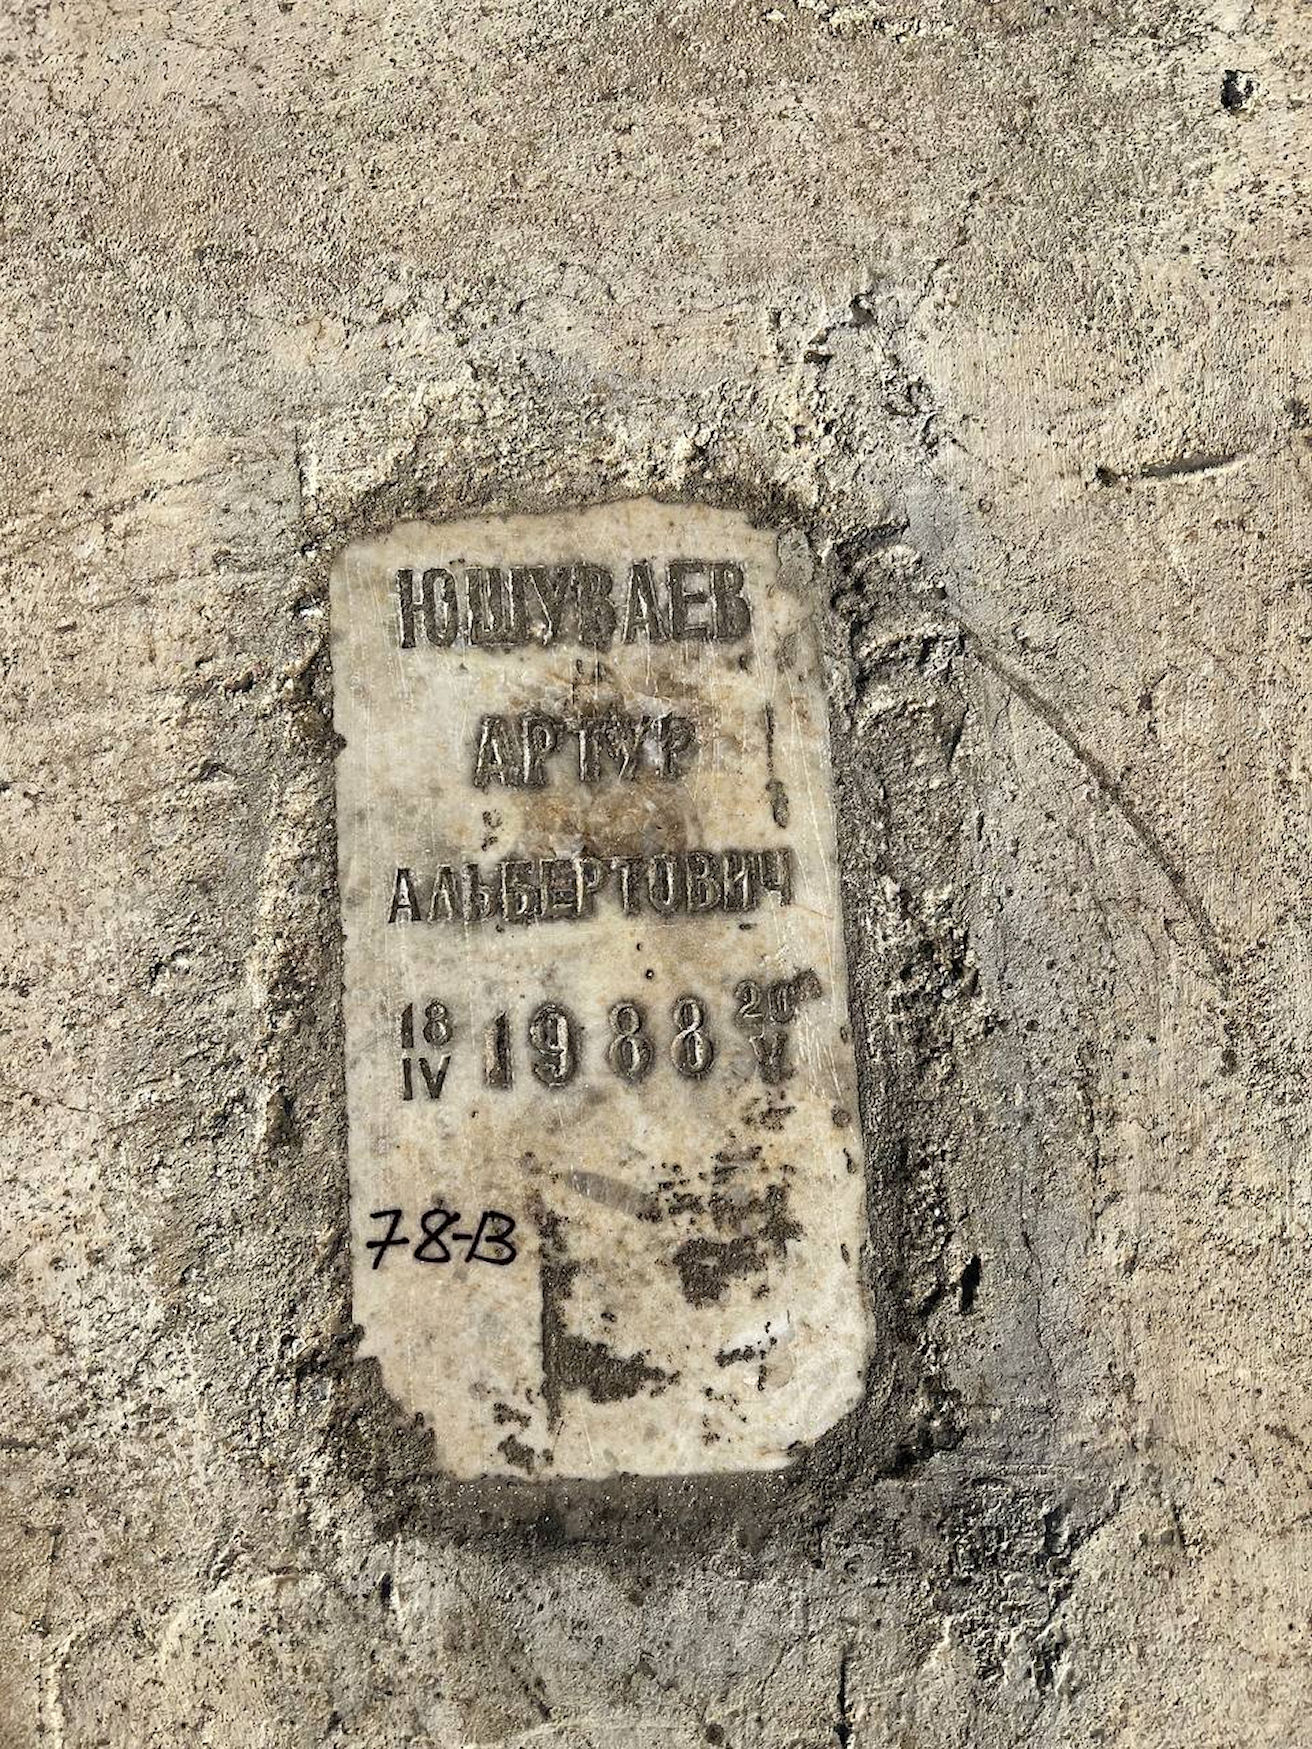 ЮШУВАЕВ
АРТУР
АЛЬБЕРТОВИЧ
18 IV 1988 20 V
78-В